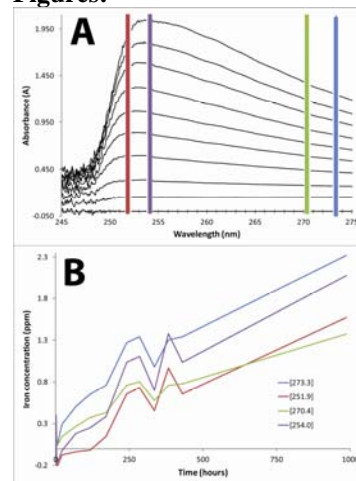 Figures:
A
1.950
1.450
0.950
0.450
-0.050
Absorbance (A)
245 250 255 260 265 270 275
Wavelength (nm)
B
2.3
1.8
1.3
0.8
0.3
-0.2
Iron concentration (ppm)
[273.3]
[251.9]
[270.4]
[254.0]
0 250 500 750 1000
Time (hours)